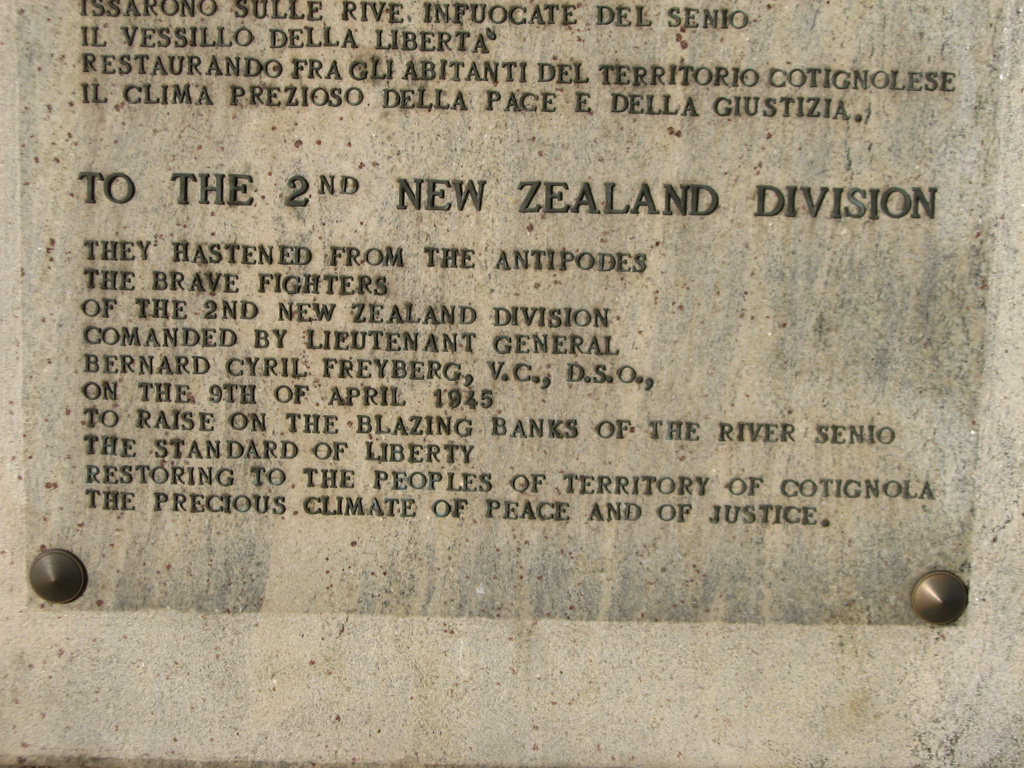 ISSARONO SULLE RIVE INFUOCATE DEL SENIO
IL VESSILLO DELLA LIBERTA'
RESTAURANDO FRA GLI ABITANTI DEL TERRITORIO COTIGNOLESE
IL CLIMA PREZIOSO DELLA PACE E DELLA GIUSTIZIA.
TO THE 2ND NEW ZEALAND DIVISION
THEY HASTENED FROM THE ANTIPODES
THE BRAVE FIGHTERS
OF THE 2ND NEW ZEALAND DIVISION
COMANDED BY LIEUTENANT GENERAL
BERNARD CYRIL FREYBERG, V.C., D.S.O.,
ON THE 9TH OF APRIL 1945
TO RAISE ON THE BLAZING BANKS OF THE RIVER SENIO
THE STANDARD OF LIBERTY
RESTORING TO THE PEOPLES OF TERRITORY OF COTIGNOLA
THE PRECIOUS CLIMATE OF PEACE AND OF JUSTICE.